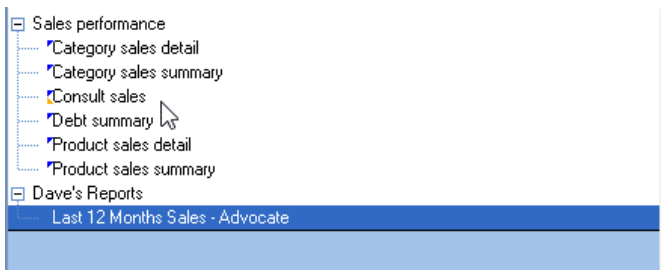 Sales performance
Category sales detail
Category sales summary
Consult sales
Debt summary
Product sales detail
Product sales summary
Dave's Reports
Last 12 Months Sales - Advocate